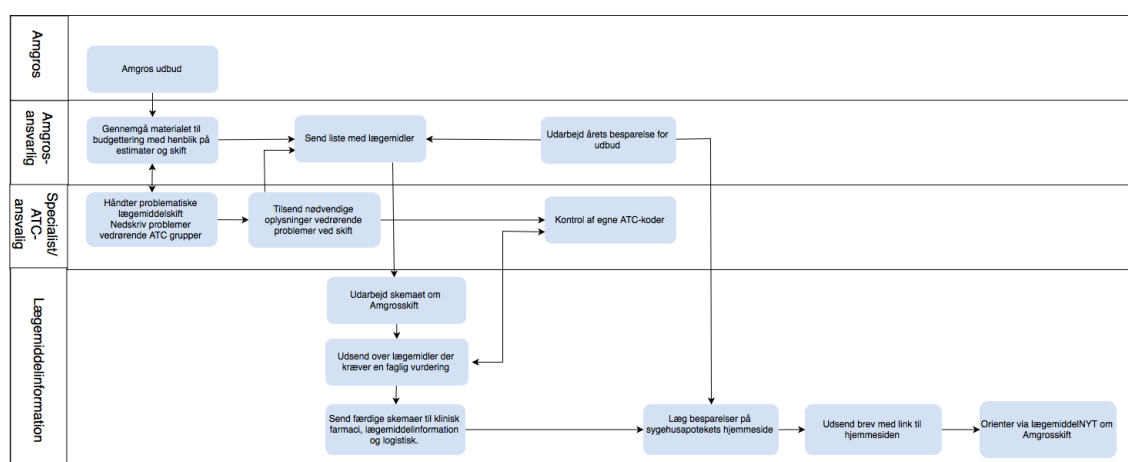 Amgros
Amgros udbud
Amgros-
ansvarlig
Gennemgå materialet til
budgettering med henblik på
estimater og skift
Send liste med lægemidler
Udarbejd årets besparelse for
udbud
Specialist/
ATC-
ansvalig
Håndter problematiske
lægemiddelskift
Nedskriv problemer
vedrørende ATC grupper
Tilsend nødvendige
oplysninger vedrørende
problemer ved skift
Kontrol af egne ATC-koder
Lægemiddelinformation
Udarbejd skemaet om
Amgrosskift
Udsend over lægemidler der
kræver en faglig vurdering
Send færdige skemaer til klinisk
farmaci, lægemiddelinformation
og logistisk.
Læg besparelser på
sygehusapotekets hjemmeside
Udsend brev med link til
hjemmesiden
Orienter via lægemiddelNYT om
Amgrosskift